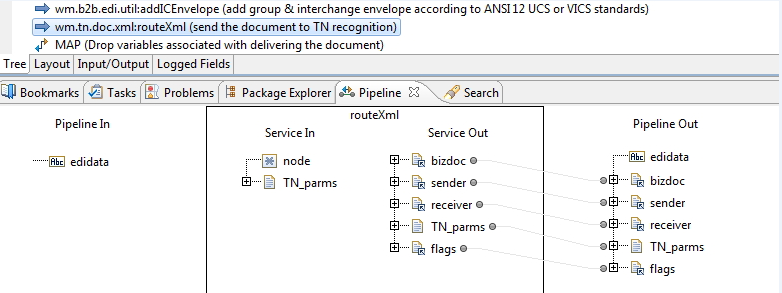 wm.b2b.edi.util:addICEnvelope (add group & interchange envelope according to ANSI 12 UCS or VICS standards)
wm.tn.doc.xml:routeXml (send the document to TN recognition)
MAP (Drop variables associated with delivering the document)
Tree Layout Input/Output Logged Fields
Bookmarks Tasks Problems Package Explorer Pipeline Search
routeXml
Pipeline In Service In Service Out Pipeline Out
Abc edidata node bizdoc Abc edidata
TN_parms sender bizdoc
receiver sender
TN_parms receiver
flags TN_parms
flags